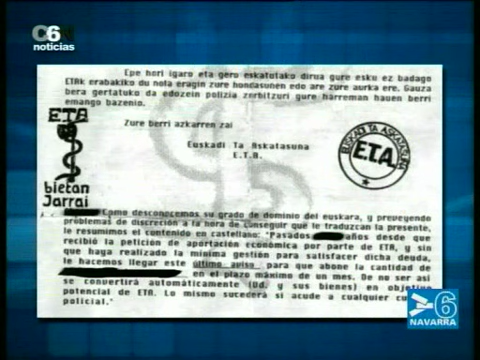 C6N
noticias
Epe hori igaro eta gero eskatutako dirua gure esku ez badago
ETAk erabakiko du nola eragin zure hondasunen edo are zure aurka ere. Gauza
bera gertatuko da edozein polizia zerbitzuri gure harreman hauen berri
emango bazenio.
Zure berri azkarren zai
Euskadi Ta Askatasuna
E.T.A.
ETA
bietan
Jarrai
EUSKADI TA ASKATASUNA
E.T.A.
Como desconocemos su grado de dominio del euskara, y preveyendo
problemas de discreción a la hora de conseguir que le traduzcan la presente,
le resumimos el contenido en castellano: "Pasados años desde que
recibió la petición de aportación económica por parte de ETA, y sin
que haya realizado la mínima gestión para satisfacer dicha deuda,
le hacemos llegar este último aviso para que abone la cantidad de
en el plazo máximo de un mes. De no ser así
se convertirá automáticamente (Ud. y sus bienes) en objetivo
potencial de ETA. Lo mismo sucederá si acude a cualquier
policial."
6
NAVARRA